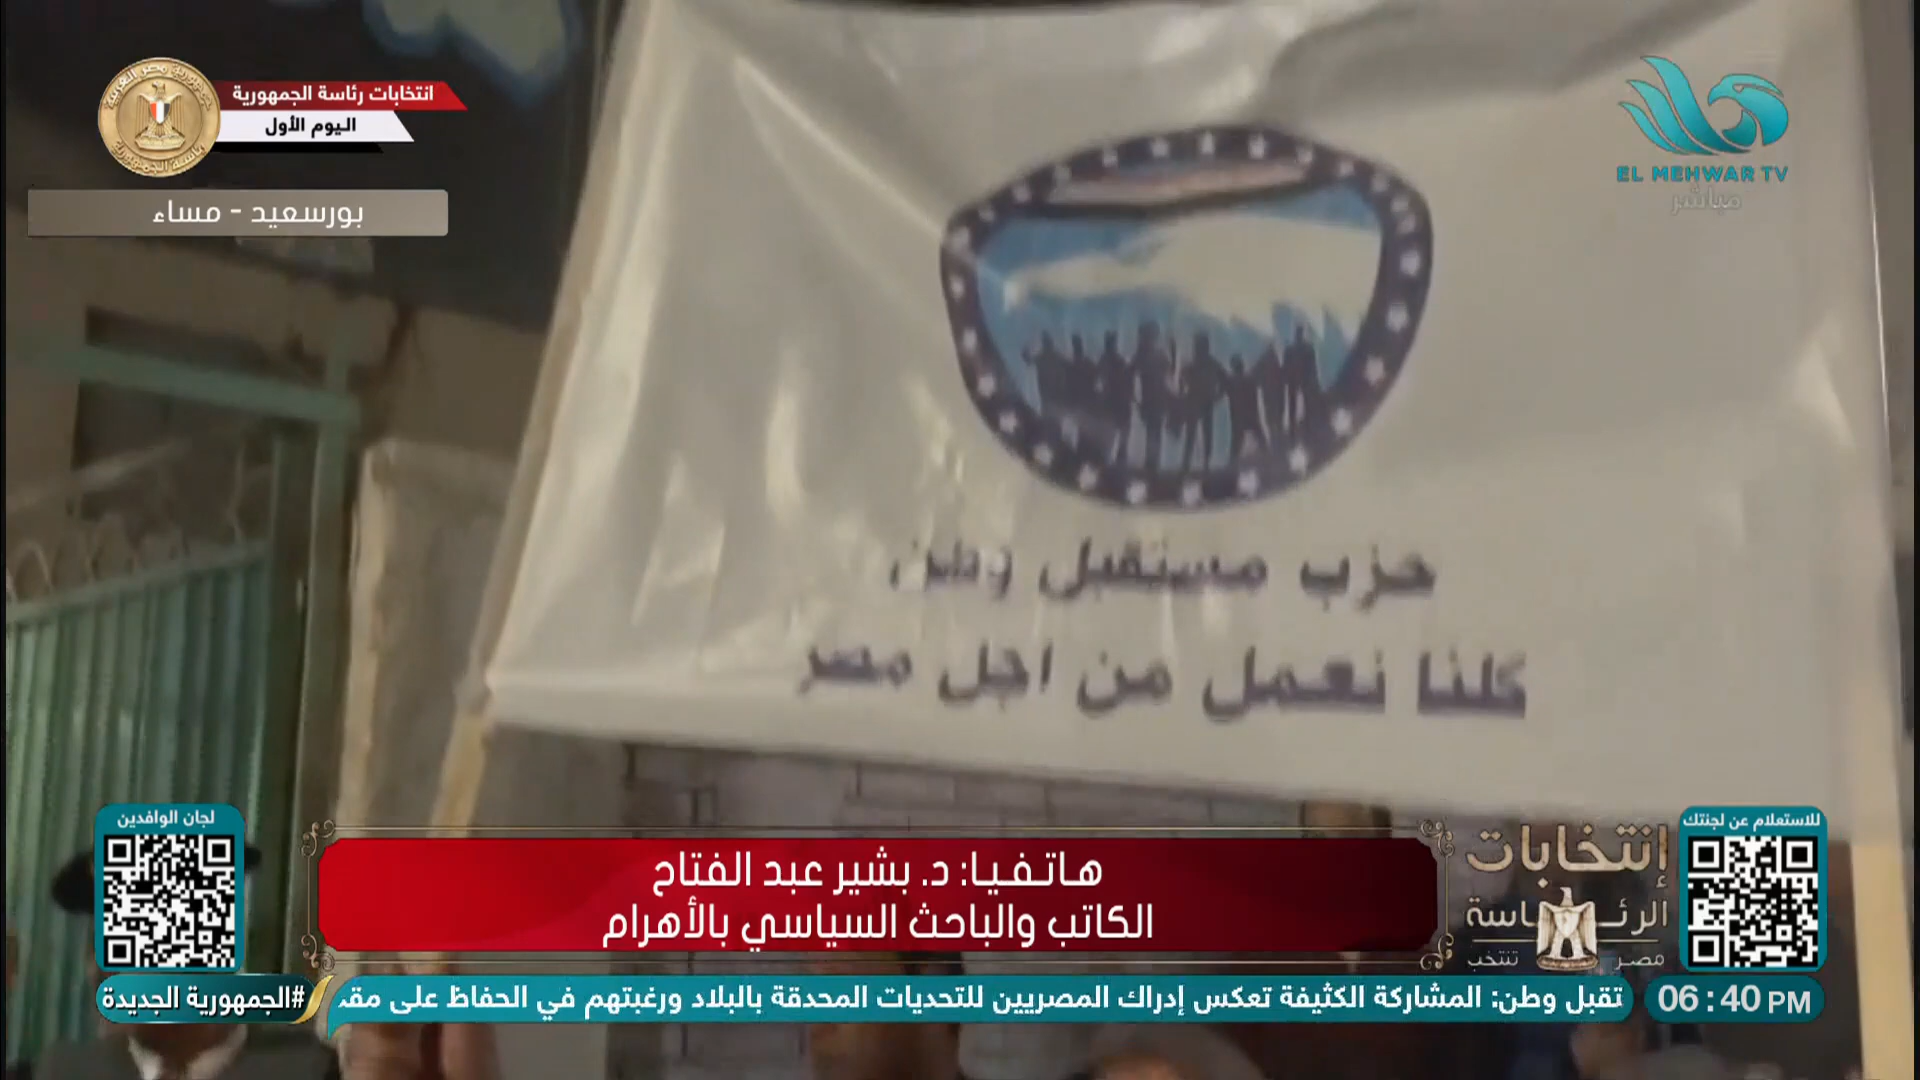 انتخابات رئاسة الجمهورية
اليوم الأول
بورسعيد - مساء
EL MEHWAR TV
مباشر
حزب مستقبل وطن
كلنا نعمل من اجل مصر
لجان الوافدين
للاستعلام عن لجنتك
هاتفيا: د. بشير عبد الفتاح
الكاتب والباحث السياسي بالأهرام
إنتخابات
الرئاسة
مصر تنتخب
#الجمهورية الجديدة
تقبل وطن: المشاركة الكثيفة تعكس إدراك المصريين للتحديات المحدقة بالبلاد ورغبتهم في الحفاظ على مقد
06:40 PM